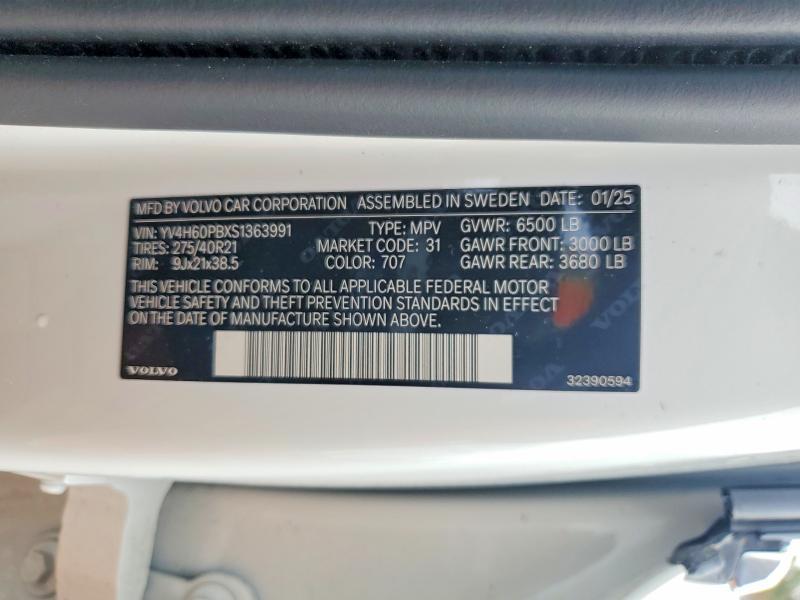 MFD BY VOLVO CAR CORPORATION ASSEMBLED IN SWEDEN DATE: 01/25
VIN: YV4H60PBXS1363991 TYPE: MPV GVWR: 6500 LB
TIRES: 275/40R21 MARKET CODE: 31 GAWR FRONT: 3000 LB
RIM: 9Jx21x38.5 COLOR: 707 GAWR REAR: 3680 LB
THIS VEHICLE CONFORMS TO ALL APPLICABLE FEDERAL MOTOR
VEHICLE SAFETY AND THEFT PREVENTION STANDARDS IN EFFECT
ON THE DATE OF MANUFACTURE SHOWN ABOVE.
VOLVO 32390594